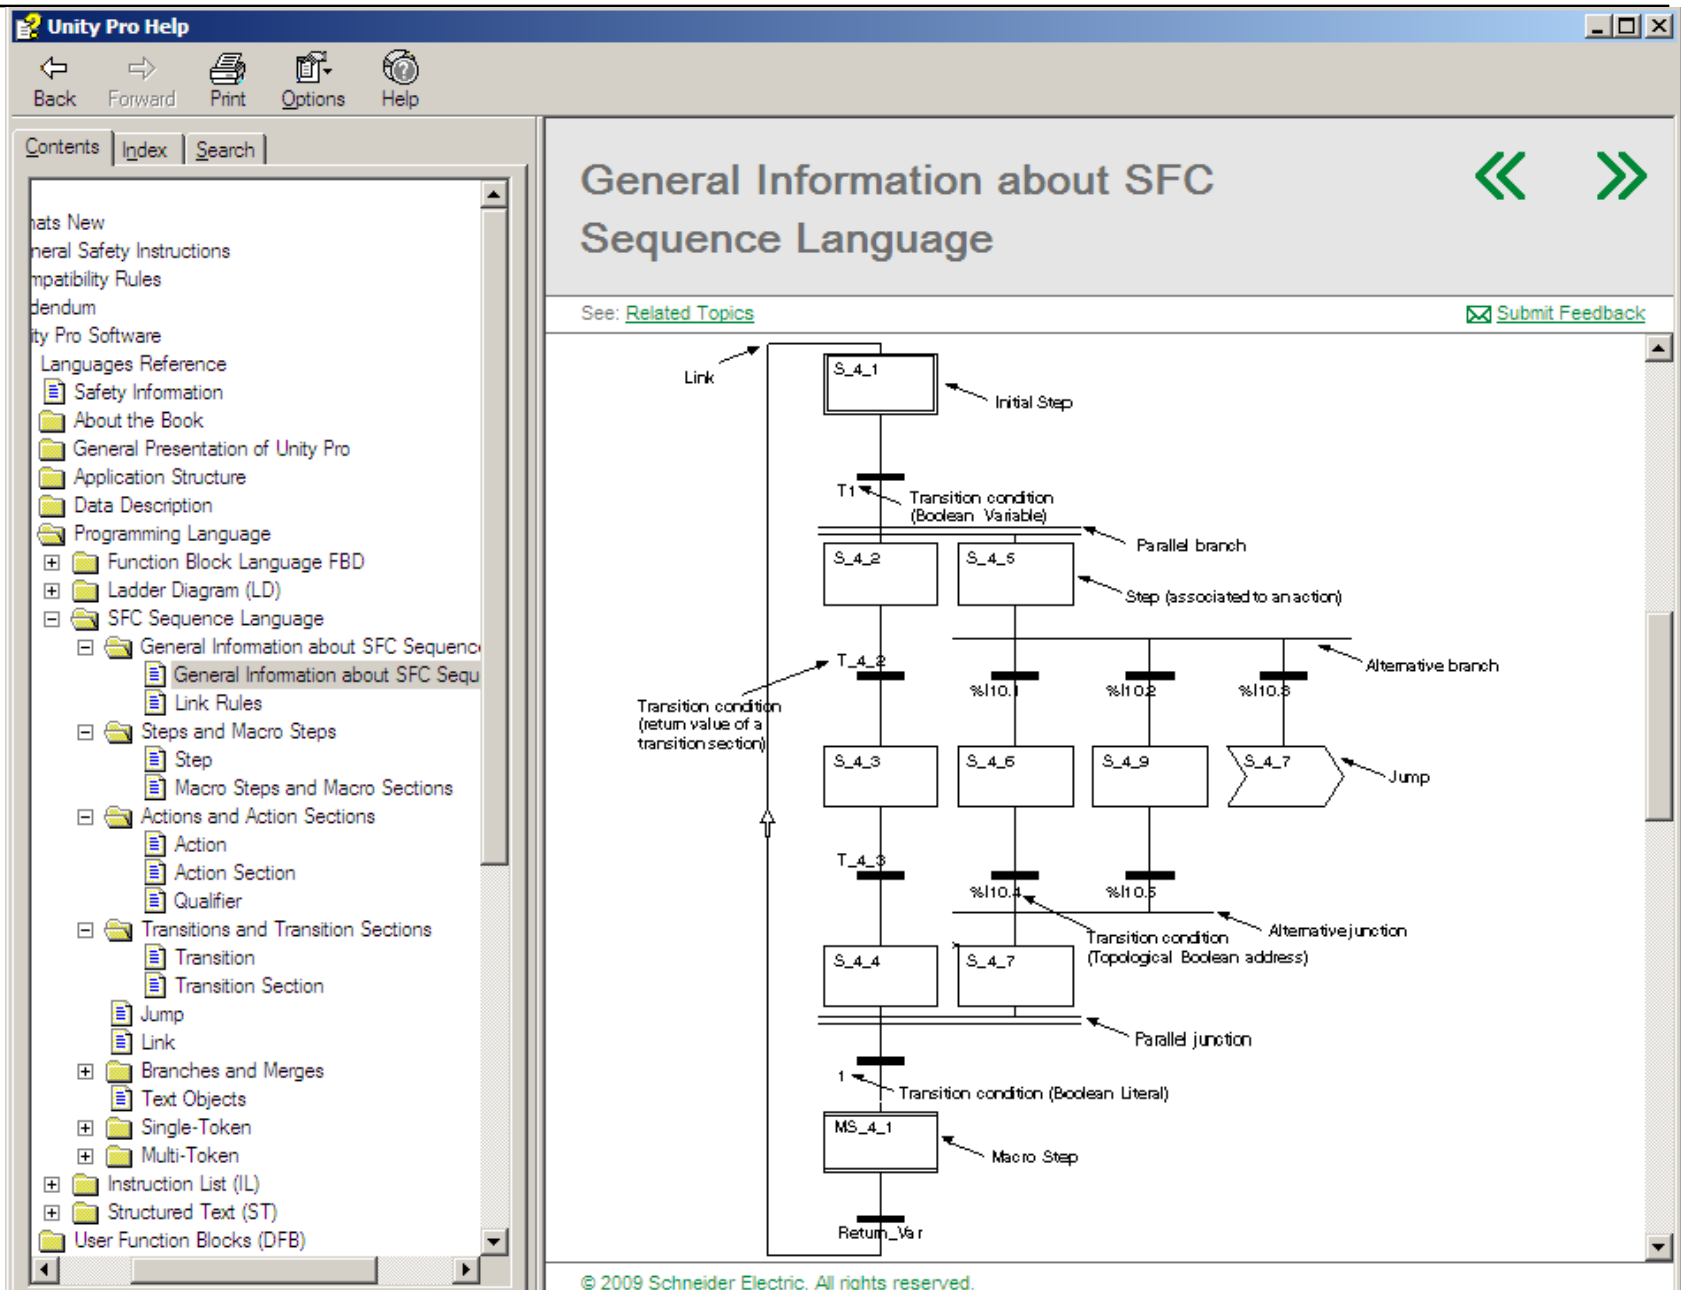 Unity Pro Help
Back Forward Print Options Help
Contents Index Search
hats New
neral Safety Instructions
mpatibility Rules
dendum
ity Pro Software
Languages Reference
Safety Information
About the Book
General Presentation of Unity Pro
Application Structure
Data Description
Programming Language
Function Block Language FBD
Ladder Diagram (LD)
SFC Sequence Language
General Information about SFC Sequence
General Information about SFC Sequ
Link Rules
Steps and Macro Steps
Step
Macro Steps and Macro Sections
Actions and Action Sections
Action
Action Section
Qualifier
Transitions and Transition Sections
Transition
Transition Section
Jump
Link
Branches and Merges
Text Objects
Single-Token
Multi-Token
Instruction List (IL)
Structured Text (ST)
User Function Blocks (DFB)
General Information about SFC
Sequence Language
See: Related Topics
Submit Feedback
Link
S_4_1
Initial Step
T1
Transition condition
(Boolean Variable)
Parallel branch
S_4_2
S_4_5
Step (associated to an action)
T_4_2
Alternative branch
%I10.1
%I10.2
%I10.3
Transition condition
(return value of a
transition section)
S_4_3
S_4_6
S_4_9
S_4_7
Jump
T_4_3
%I10.4
%I10.5
Alternative junction
Transition condition
(Topological Boolean address)
S_4_4
S_4_7
Parallel junction
1
Transition condition (Boolean Literal)
MS_4_1
Macro Step
Return_Var
© 2009 Schneider Electric. All rights reserved.